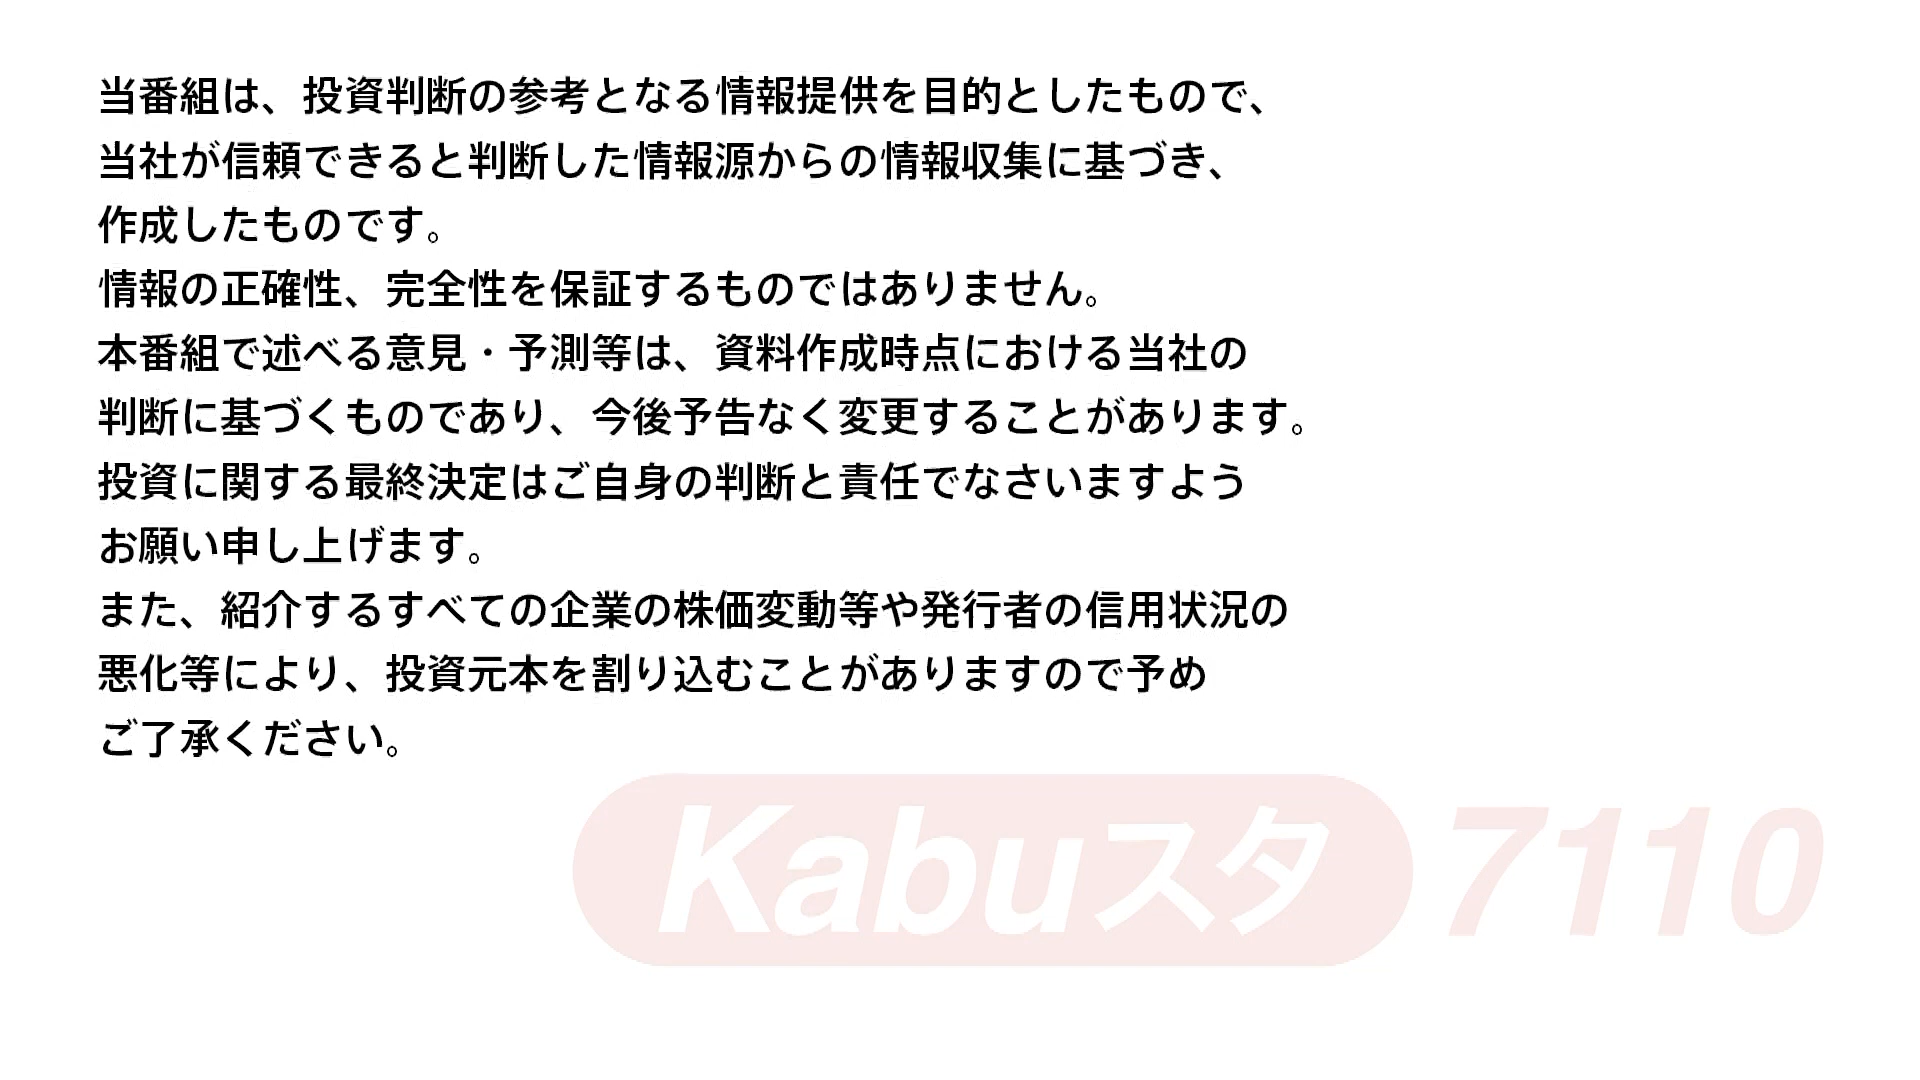 当番組は、投資判断の参考となる情報提供を目的としたもので、
当社が信頼できると判断した情報源からの情報収集に基づき、
作成したものです。
情報の正確性、完全性を保証するものではありません。
本番組で述べる意見・予測等は、資料作成時点における当社の
判断に基づくものであり、今後予告なく変更することがあります。
投資に関する最終決定はご自身の判断と責任でなさいますよう
お願い申し上げます。
また、紹介するすべての企業の株価変動等や発行者の信用状況の
悪化等により、投資元本を割り込むことがありますので予め
ご了承ください。
Kabuスタ 7110